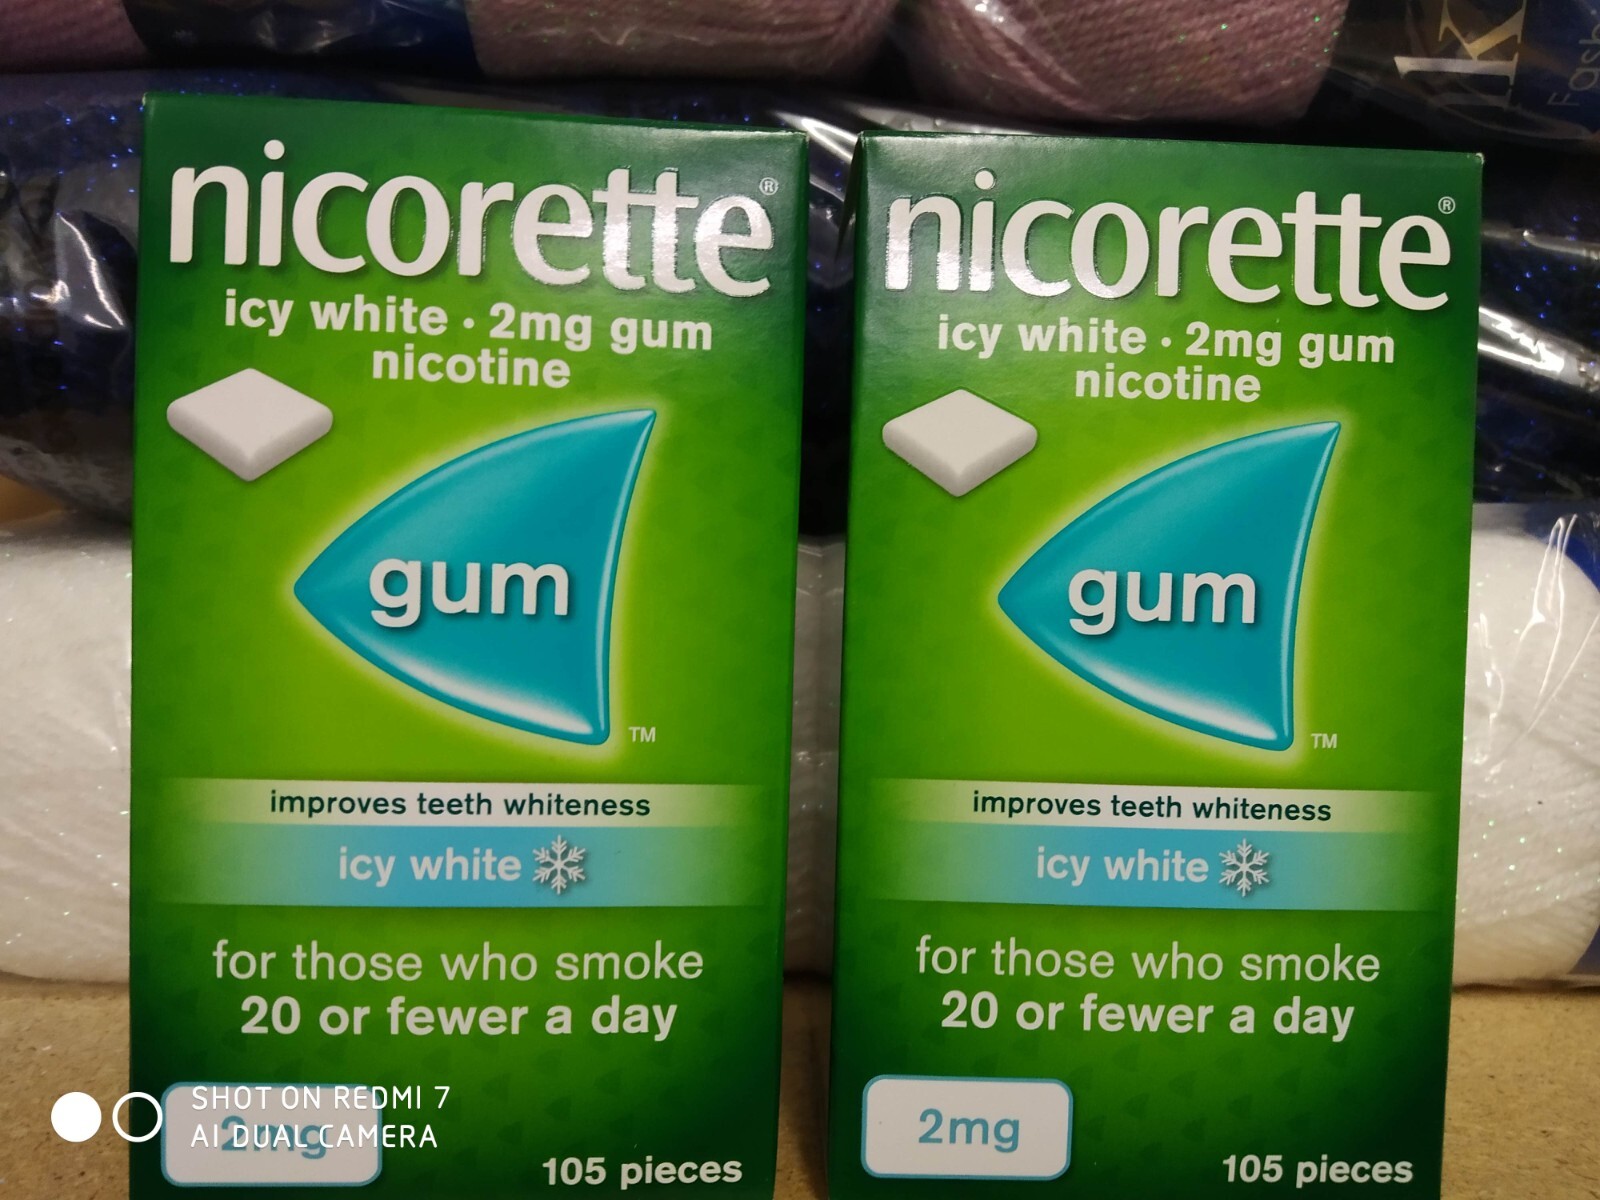 nicorette®
icy white · 2mg gum
nicotine
gum
TM
improves teeth whiteness
icy white
for those who smoke
20 or fewer a day
2mg
105 pieces
nicorette®
icy white · 2mg gum
nicotine
gum
TM
improves teeth whiteness
icy white
for those who smoke
20 or fewer a day
2mg
105 pieces
SHOT ON REDMI 7
AI DUAL CAMERA